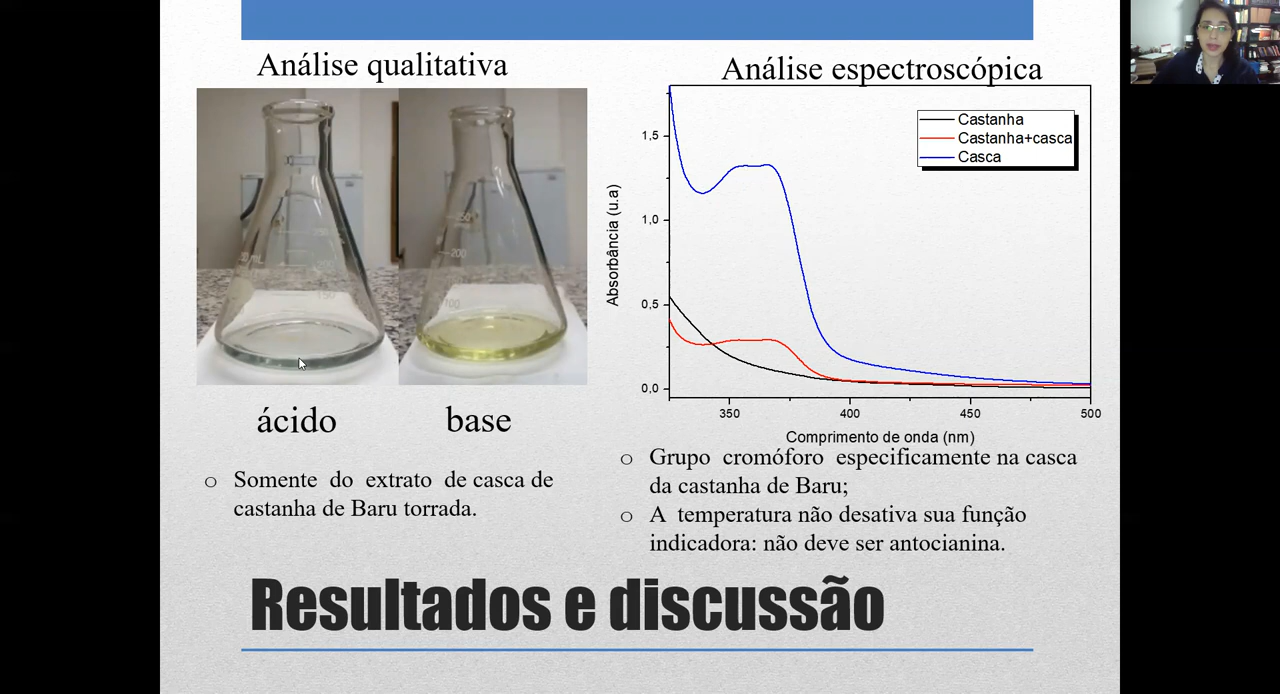 Análise qualitativa
ácido
base
o Somente do extrato de casca de
castanha de Baru torrada.
Análise espectroscópica
Castanha
Castanha+casca
Casca
Absorbância (u.a)
1,5
1,0
0,5
0,0
350
400
450
500
Comprimento de onda (nm)
o Grupo cromóforo especificamente na casca
da castanha de Baru;
o A temperatura não desativa sua função
indicadora: não deve ser antocianina.
Resultados e discussão